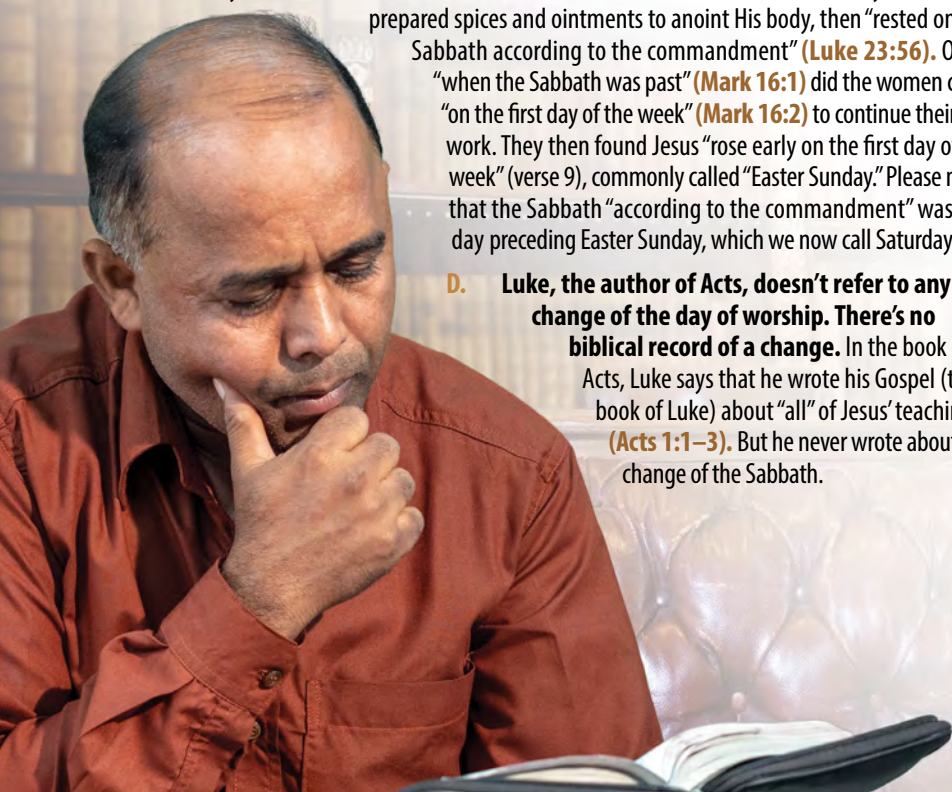 prepared spices and ointments to anoint His body, then “rested on
Sabbath according to the commandment” (Luke 23:56).
“when the Sabbath was past” (Mark 16:1) did the women
“on the first day of the week” (Mark 16:2) to continue their
work. They then found Jesus “rose early on the first day
week” (verse 9), commonly called “Easter Sunday.” Please
that the Sabbath “according to the commandment” was
day preceding Easter Sunday, which we now call Saturday
D. Luke, the author of Acts, doesn’t refer to any
change of the day of worship. There’s no
biblical record of a change. In the book
Acts, Luke says that he wrote his Gospel
book of Luke) about “all” of Jesus’
(Acts 1:1–3). But he never wrote about
change of the Sabbath.